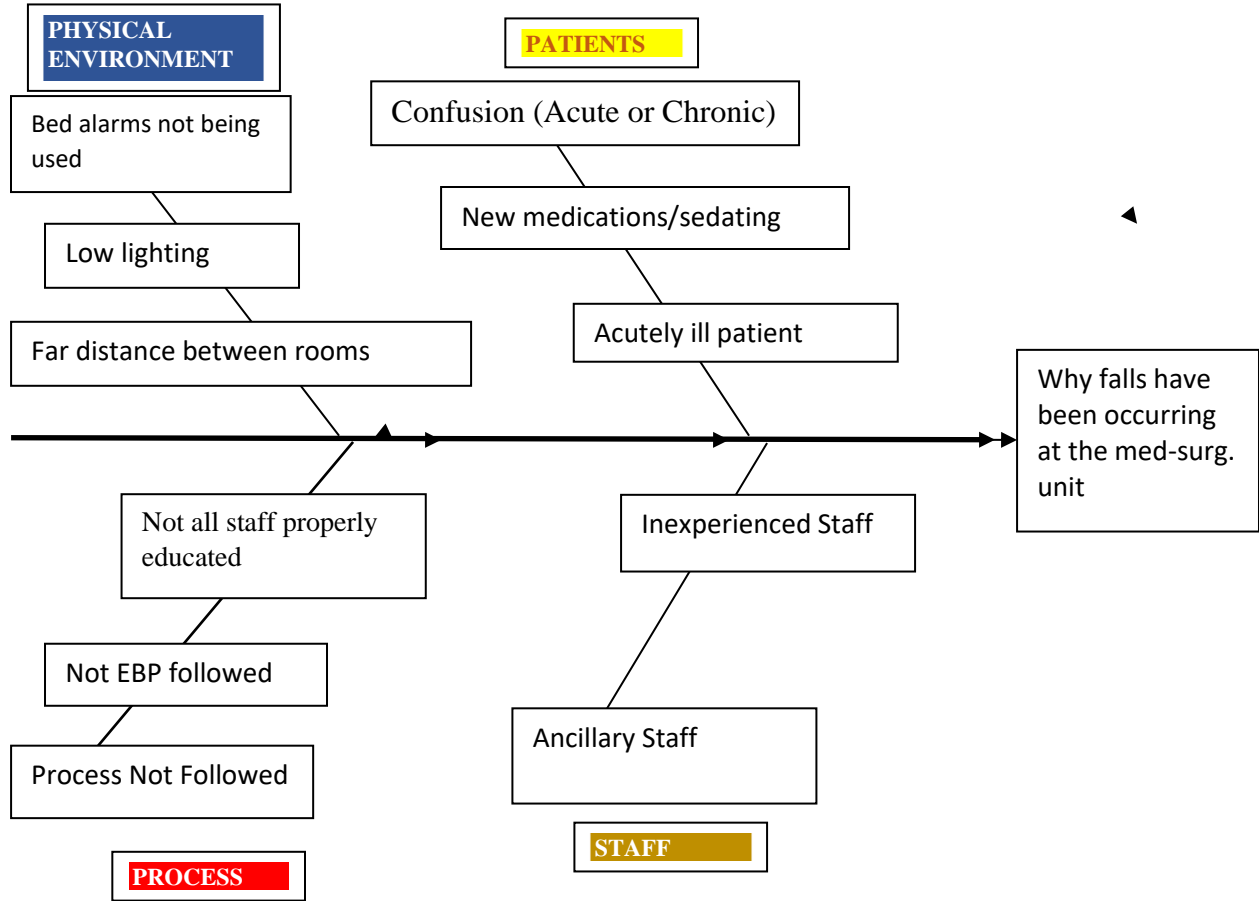 PHYSICAL
ENVIRONMENT
PATIENTS
Bed alarms not being
used
Confusion (Acute or Chronic)
Low lighting
New medications/sedating
Far distance between rooms
Acutely ill patient
Why falls have
been occurring
at the med-surg.
unit
Not all staff properly
educated
Inexperienced Staff
Not EBP followed
Ancillary Staff
Process Not Followed
STAFF
PROCESS